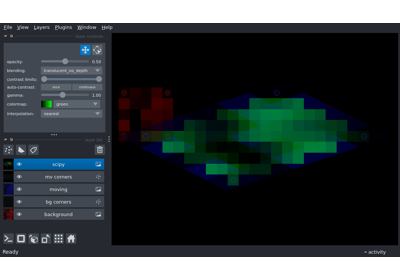 File View Layers Plugins Window Help
opacity: 0.50
blending: translucent_no_depth
contrast limits:
auto-contrast: once continuous
gamma: 1.00
colormap: green
interpolation: nearest
scipy
mv corners
moving
bg corners
background
Ready
activity